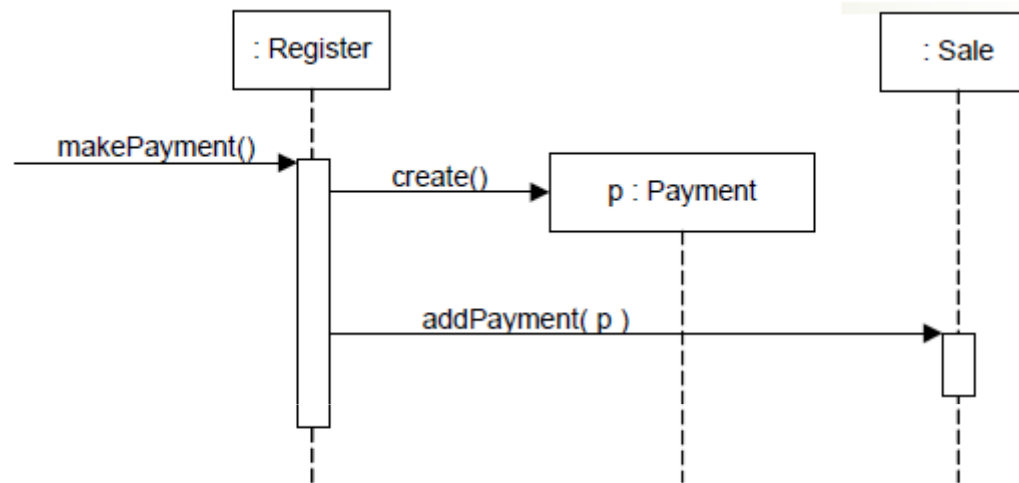 : Register
: Sale
makePayment()
create()
p : Payment
addPayment( p )